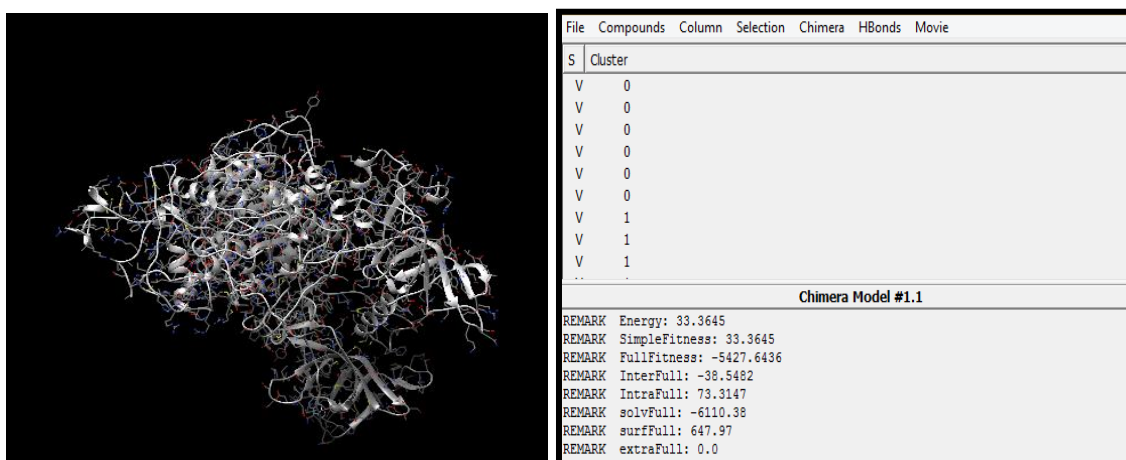 File Compounds Column Selection Chimera HBonds Movie
S Cluster
V 0
V 0
V 0
V 0
V 0
V 0
V 1
V 1
V 1
Chimera Model #1.1
REMARK Energy: 33.3645
REMARK SimpleFitness: 33.3645
REMARK FullFitness: -5427.6436
REMARK InterFull: -38.5482
REMARK IntraFull: 73.3147
REMARK solvFull: -6110.38
REMARK surfFull: 647.97
REMARK extraFull: 0.0